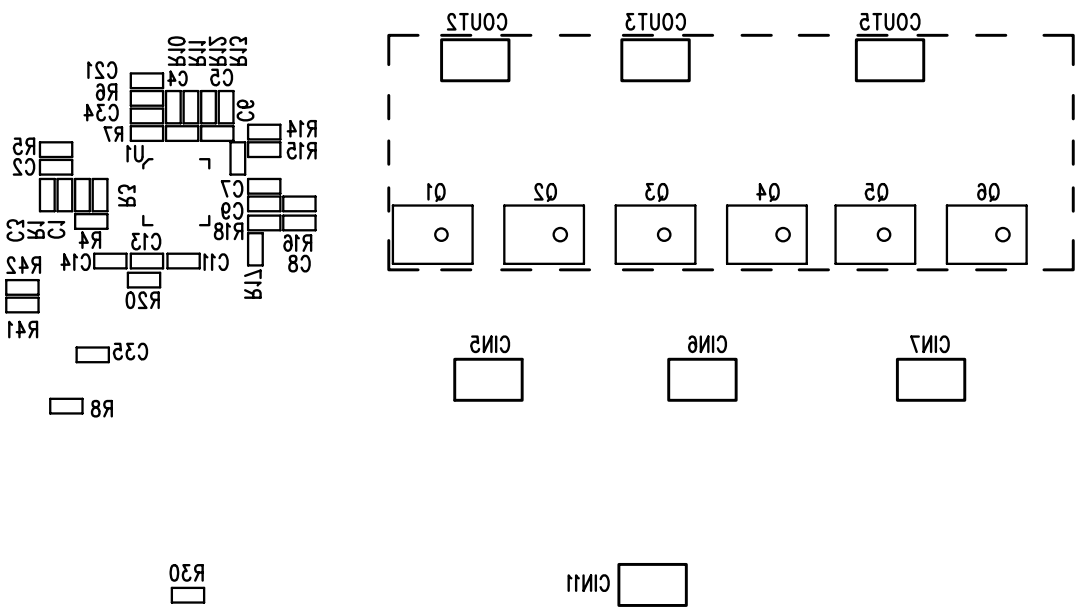 COUT2
COUT3
COUT5
R10
R11
R12
R13
C21
C4
C5
R6
C34
C6
R7
R14
R15
U1
R5
C2
C7
R3
Q1
Q2
Q3
Q4
Q5
Q6
C9
R18
R16
C3
R1
C1
R4
C13
C14
C11
C8
R42
R17
R20
R41
C35
CIN5
CIN6
CIN7
R8
R30
CIN11